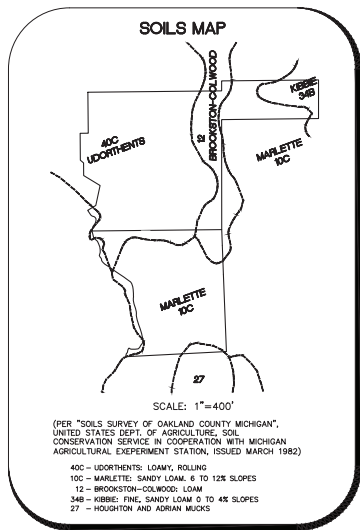 SOILS MAP
BROOKSTON-COLWOOD
12
KIBBIE
34B
40C
UDORTHENTS
MARLETTE
10C
MARLETTE
10C
27
SCALE: 1"=400'
(PER "SOILS SURVEY OF OAKLAND COUNTY MICHIGAN",
UNITED STATES DEPT. OF AGRICULTURE, SOIL
CONSERVATION SERVICE IN COOPERATION WITH MICHIGAN
AGRICULTURAL EXEPERIMENT STATION, ISSUED MARCH 1982)
40C – UDORTHENTS: LOAMY, ROLLING
10C – MARLETTE: SANDY LOAM. 6 TO 12% SLOPES
12 – BROOKSTON-COLWOOD: LOAM
34B – KIBBIE: FINE, SANDY LOAM 0 TO 4% SLOPES
27 – HOUGHTON AND ADRIAN MUCKS